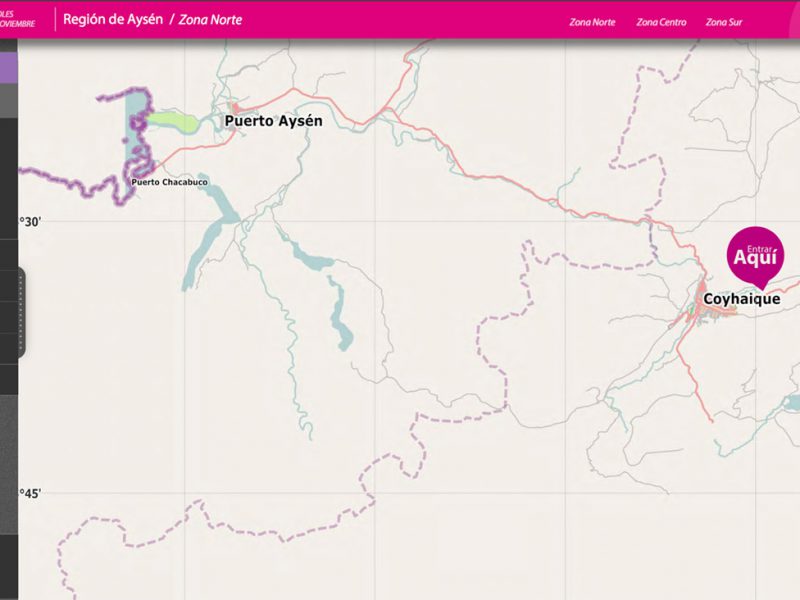 OLES
NOVIEMBRE
Región de Aysén / Zona Norte
Zona Norte
Zona Centro
Zona Sur
Puerto Aysén
Puerto Chacabuco
°30'
Entrar
Aquí
Coyhaique
°45'